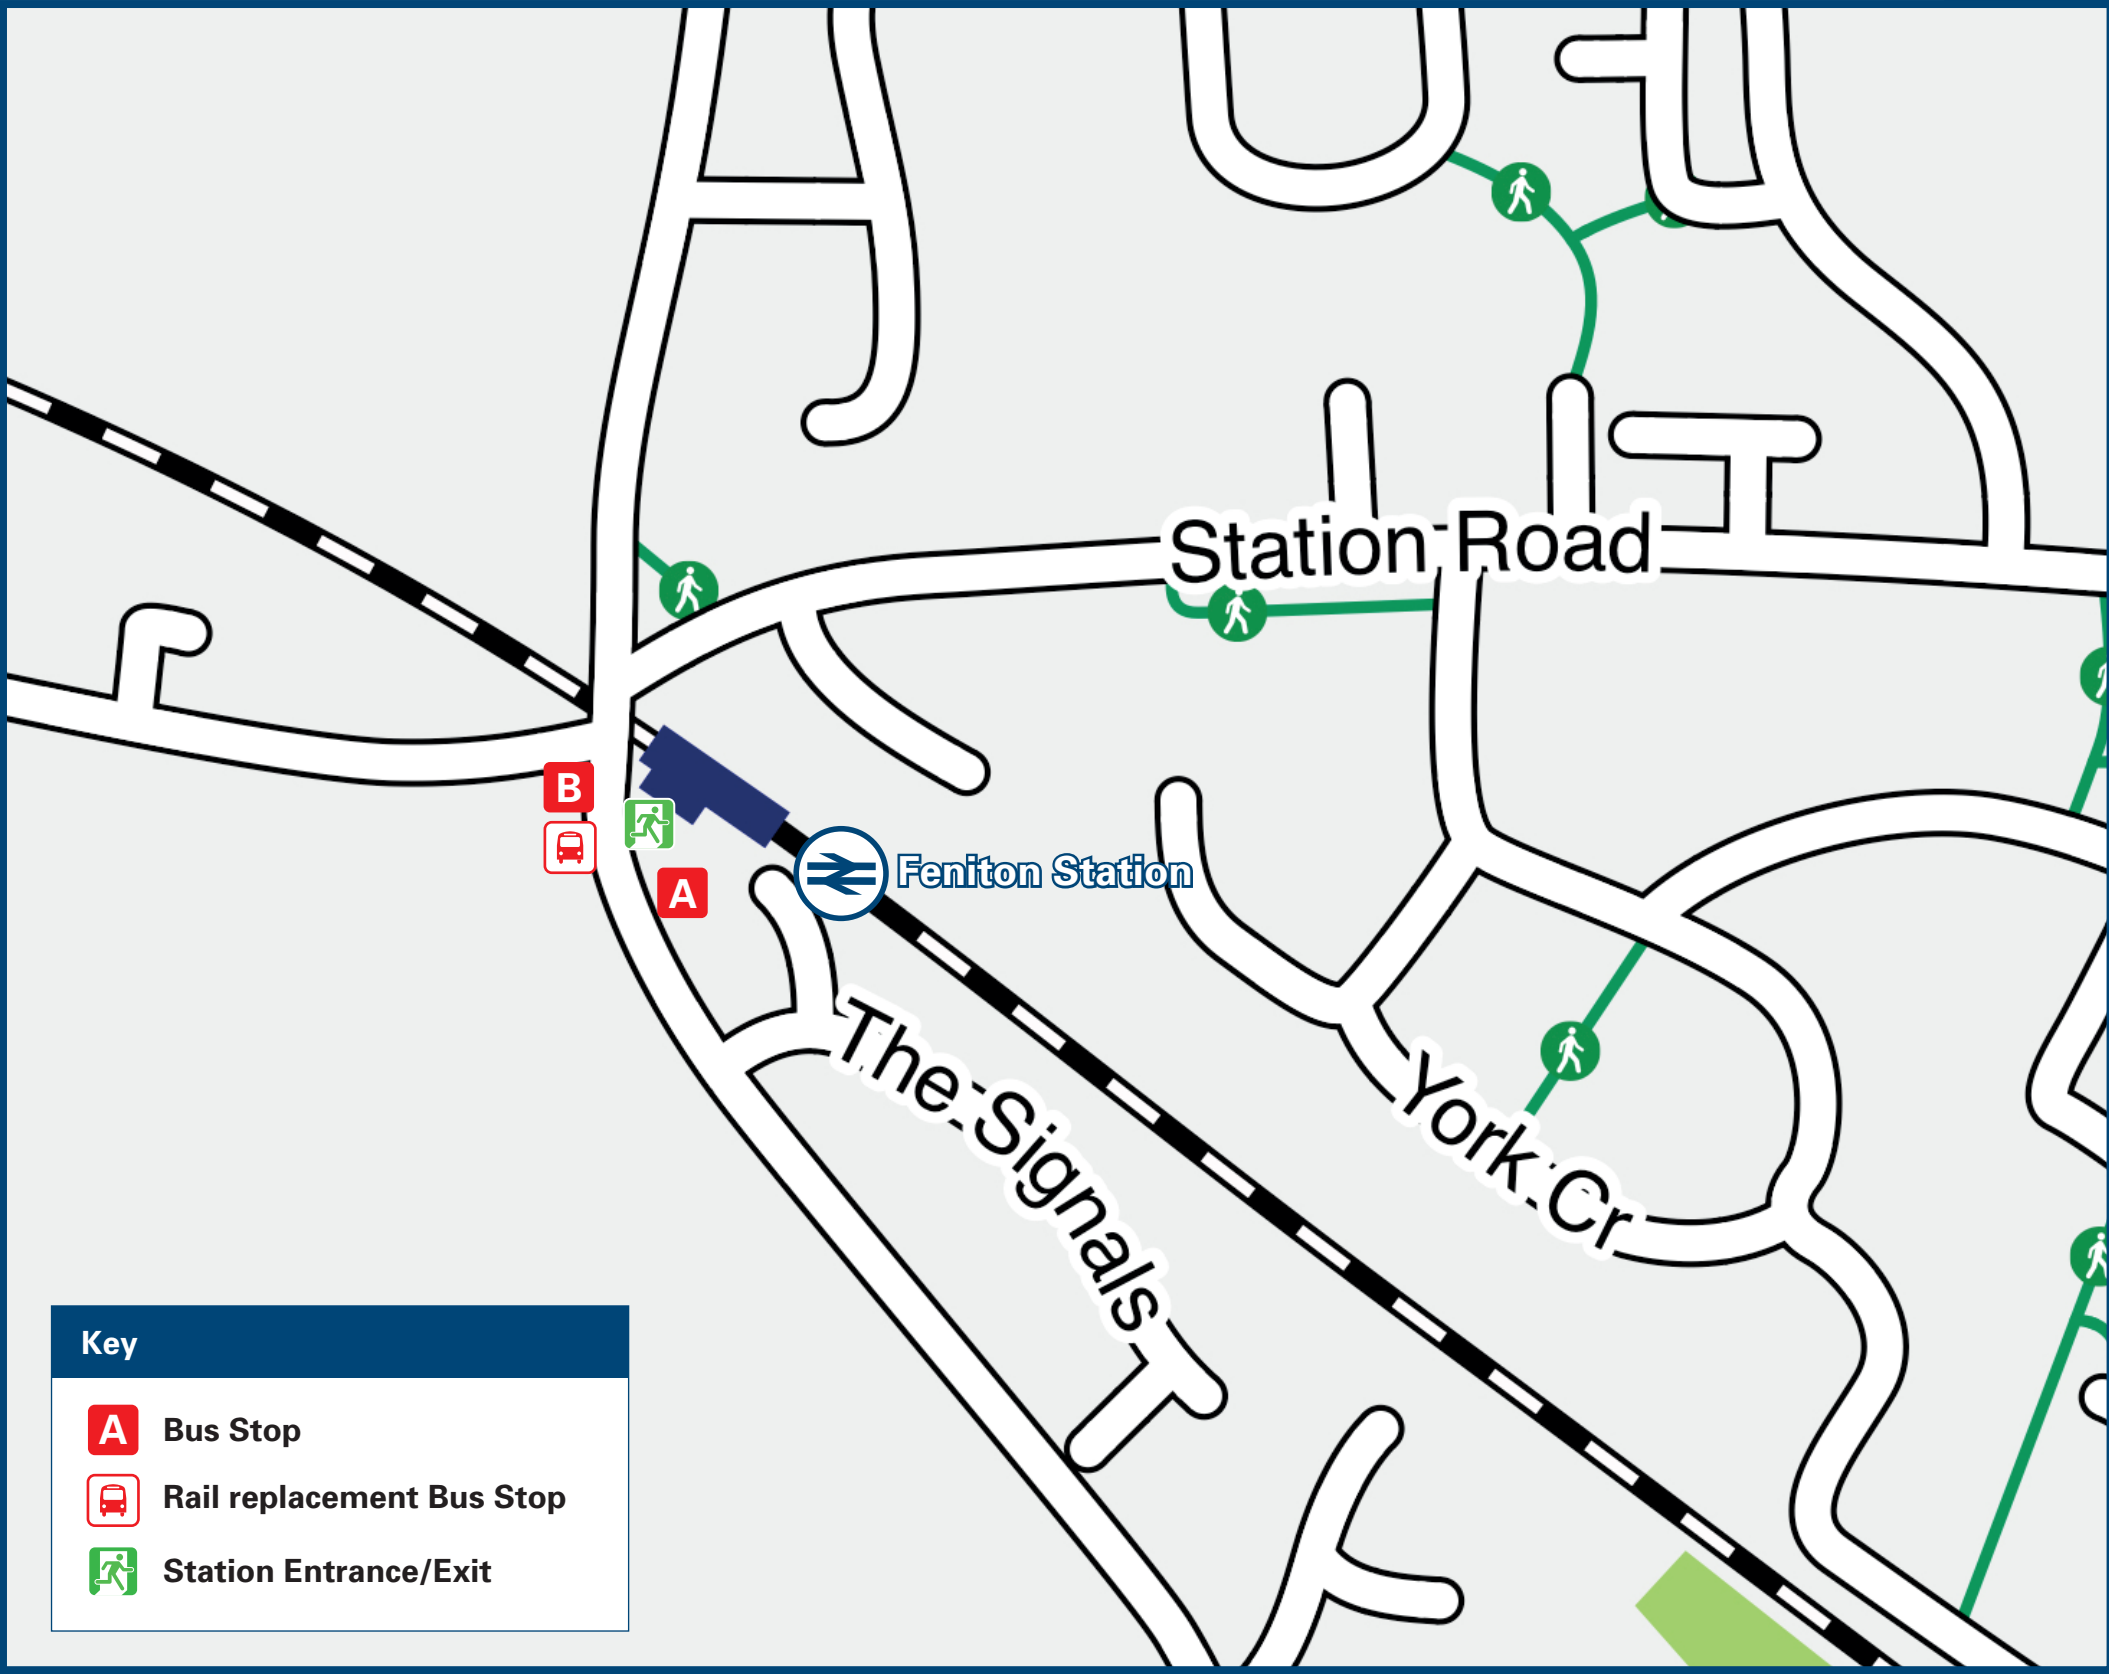 Station Road
B
Feniton Station
A
The Signals
York Cr
Key
A Bus Stop
Rail replacement Bus Stop
Station Entrance/Exit